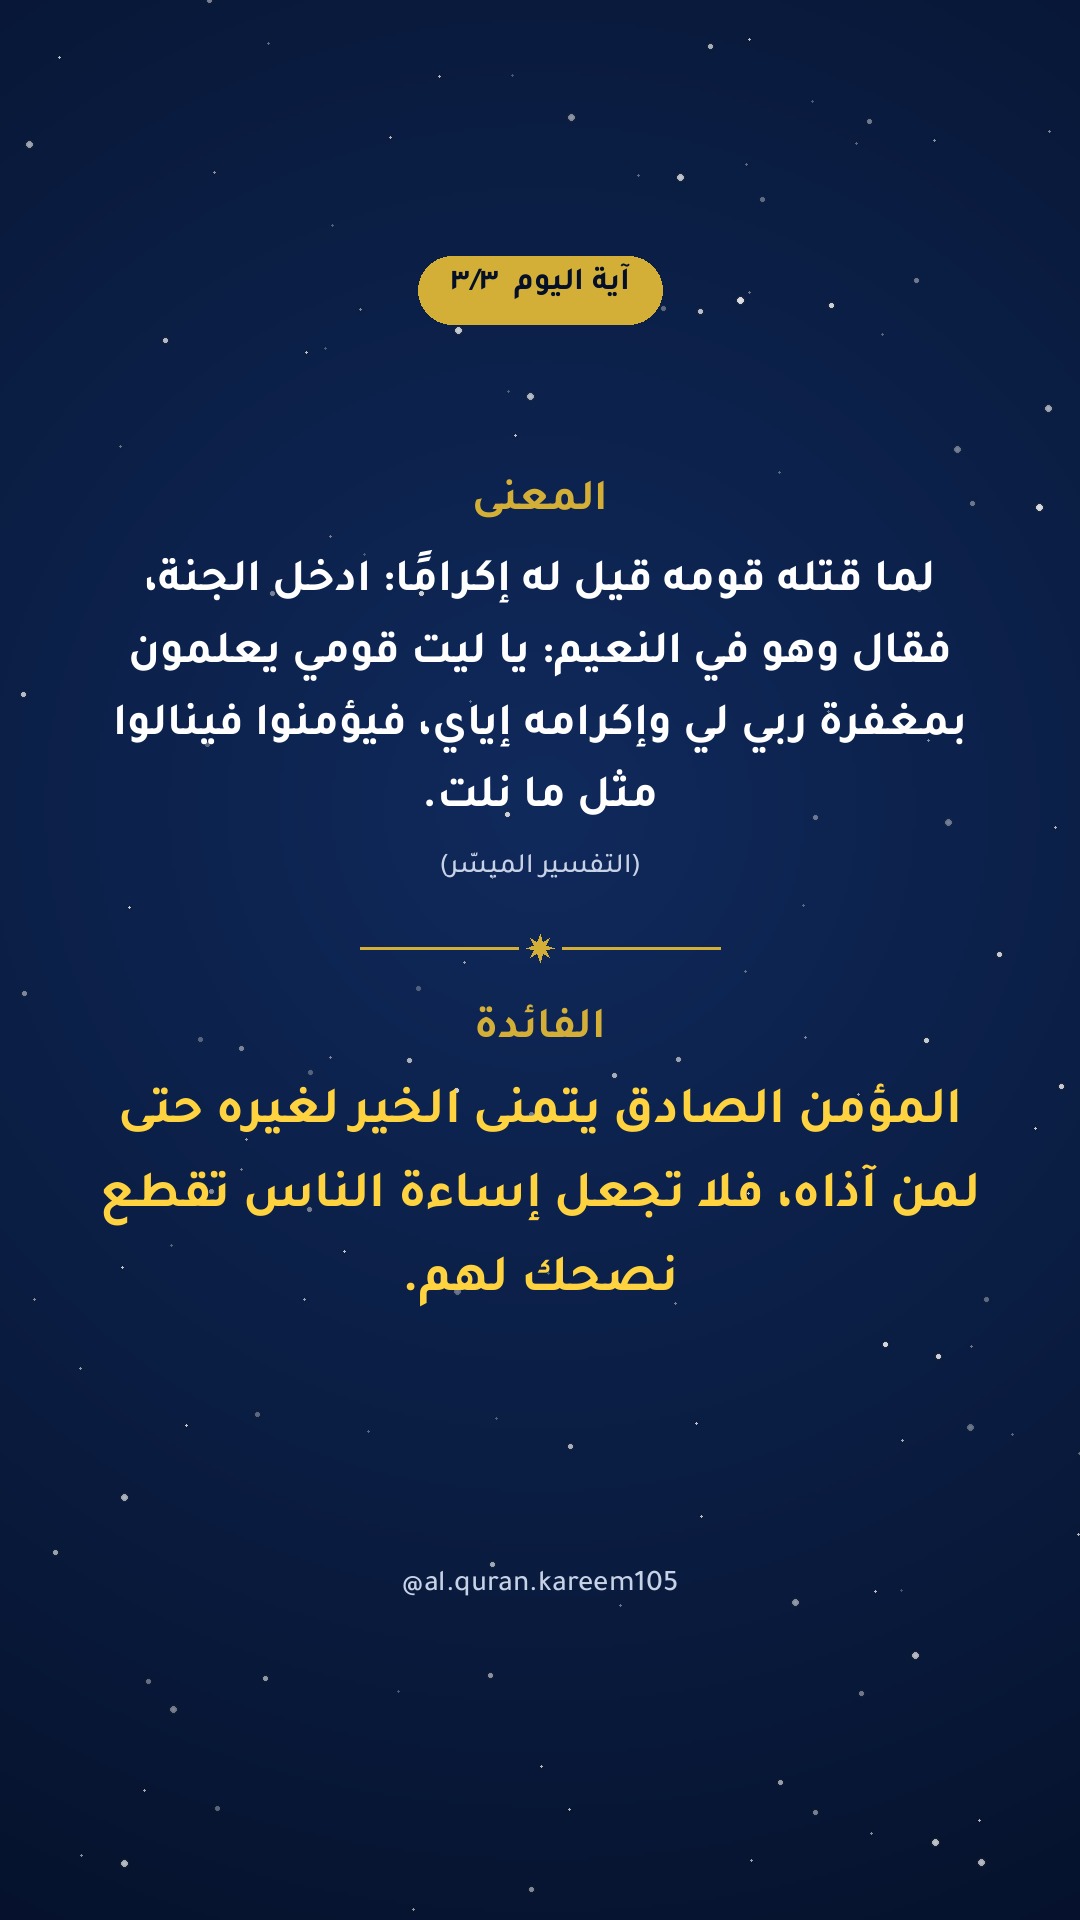 آية اليوم ٣/٣
المعنى
لما قتله قومه قيل له إكرامًا: ادخل الجنة،
فقال وهو في النعيم: يا ليت قومي يعلمون
بمغفرة ربي لي وإكرامه إياي، فيؤمنوا فينالوا
مثل ما نلت.
(التفسير الميسّر)
الفائدة
المؤمن الصادق يتمنى الخير لغيره حتى
لمن آذاه، فلا تجعل إساءة الناس تقطع
نصحك لهم.
@al.quran.kareem105